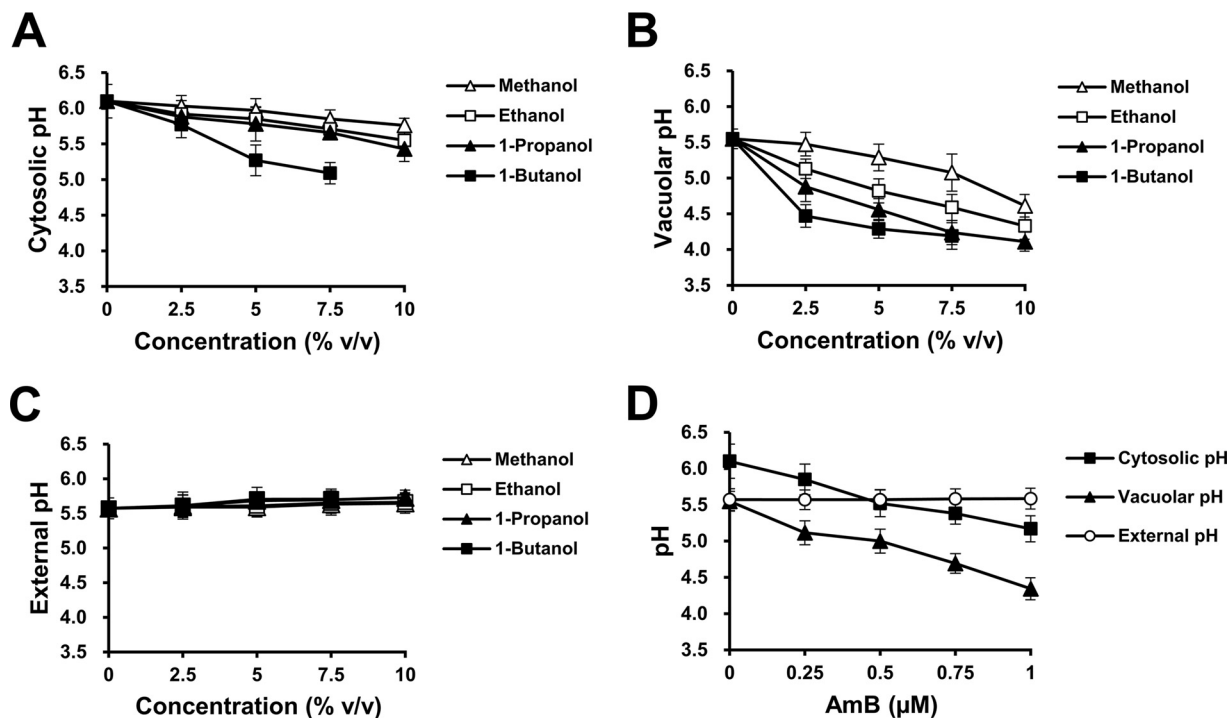 A
6.5
6.0
5.5
5.0
4.5
4.0
3.5
Cytosolic pH
0 2.5 5 7.5 10
Concentration (% v/v)
Methanol
Ethanol
1-Propanol
1-Butanol
B
6.5
6.0
5.5
5.0
4.5
4.0
3.5
Vacuolar pH
0 2.5 5 7.5 10
Concentration (% v/v)
Methanol
Ethanol
1-Propanol
1-Butanol
C
6.5
6.0
5.5
5.0
4.5
4.0
3.5
External pH
0 2.5 5 7.5 10
Concentration (% v/v)
Methanol
Ethanol
1-Propanol
1-Butanol
D
6.5
6.0
5.5
5.0
4.5
4.0
3.5
pH
0 0.25 0.5 0.75 1
AmB (µM)
Cytosolic pH
Vacuolar pH
External pH